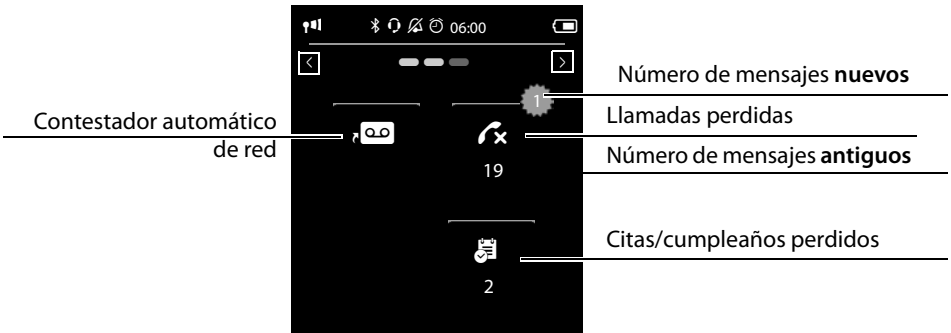 06:00
Número de mensajes nuevos
1
Llamadas perdidas
Contestador automático
de red
Número de mensajes antiguos
19
Citas/cumpleaños perdidos
2